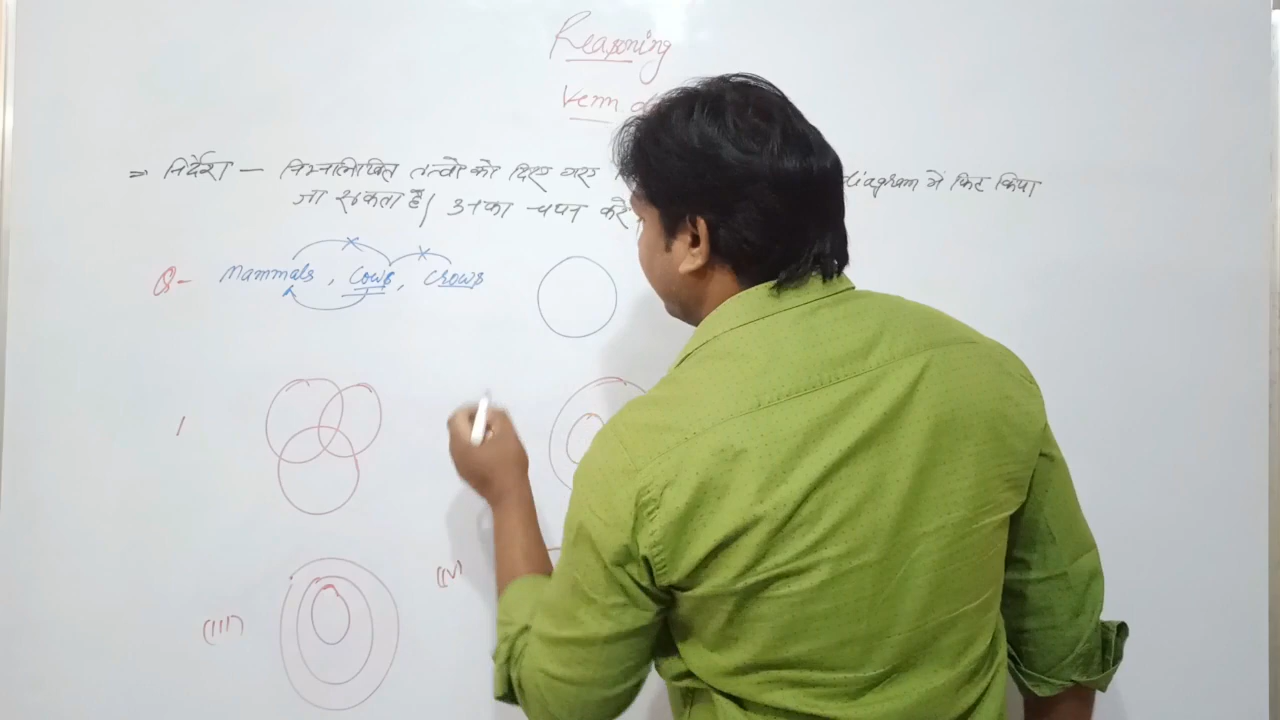 Reasoning
Venn
⇒ निर्देश — निम्नलिखित तत्वो को दिए गए diagram में फिट किया
जा सकता है| उनका चयन करें
Q- Mammals, Cows, Crows
I
(III)
(IV)